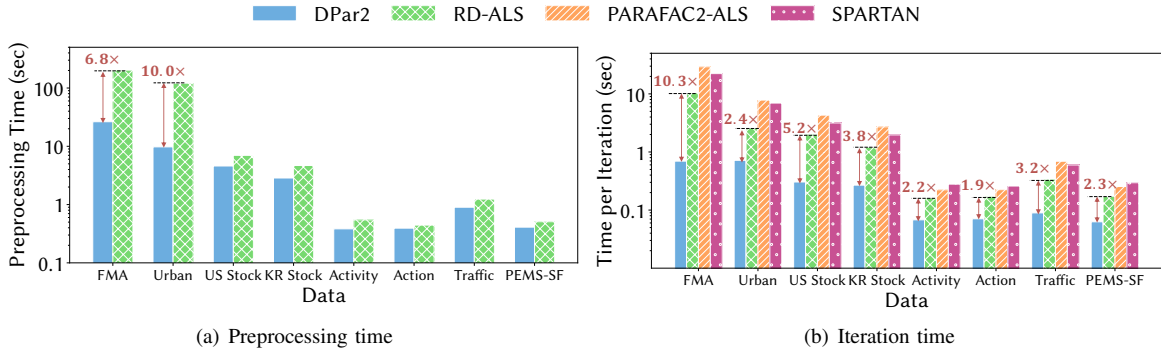 DPar2 RD-ALS PARAFAC2-ALS SPARTAN
Preprocessing Time (sec)
100
10
1
0.1
6.8×
10.0×
FMA Urban US Stock KR Stock Activity Action Traffic PEMS-SF
Data
(a) Preprocessing time
Time per Iteration (sec)
10
1
0.1
10.3×
2.4×
5.2×
3.8×
2.2×
1.9×
3.2×
2.3×
FMA Urban US Stock KR Stock Activity Action Traffic PEMS-SF
Data
(b) Iteration time